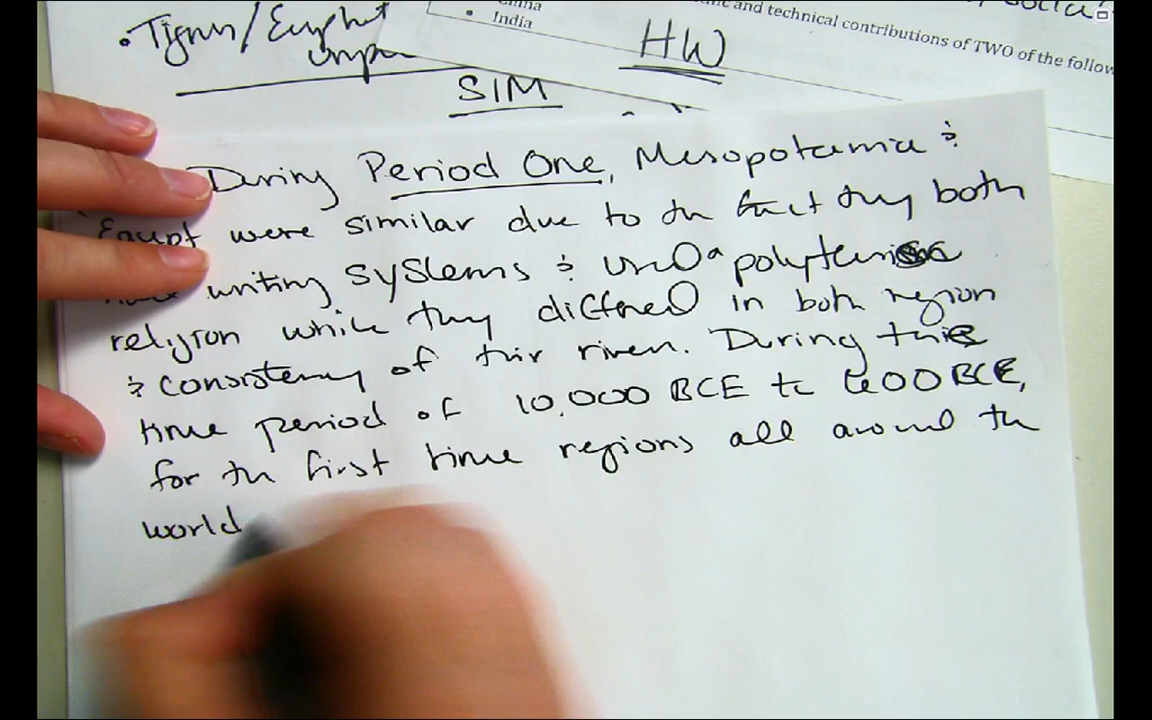 China
India
and technical contributions of TWO of the follow
• Tigris/Euphrat
HW
SIM
During Period One, Mesopotamia &
Egypt were similar due to the fact they both
writing systems & used a polytheis
religion while they differed in both region
& consistency of their rivers. During this
time period of 10,000 BCE to 600 BCE,
for the first time regions all around the
world